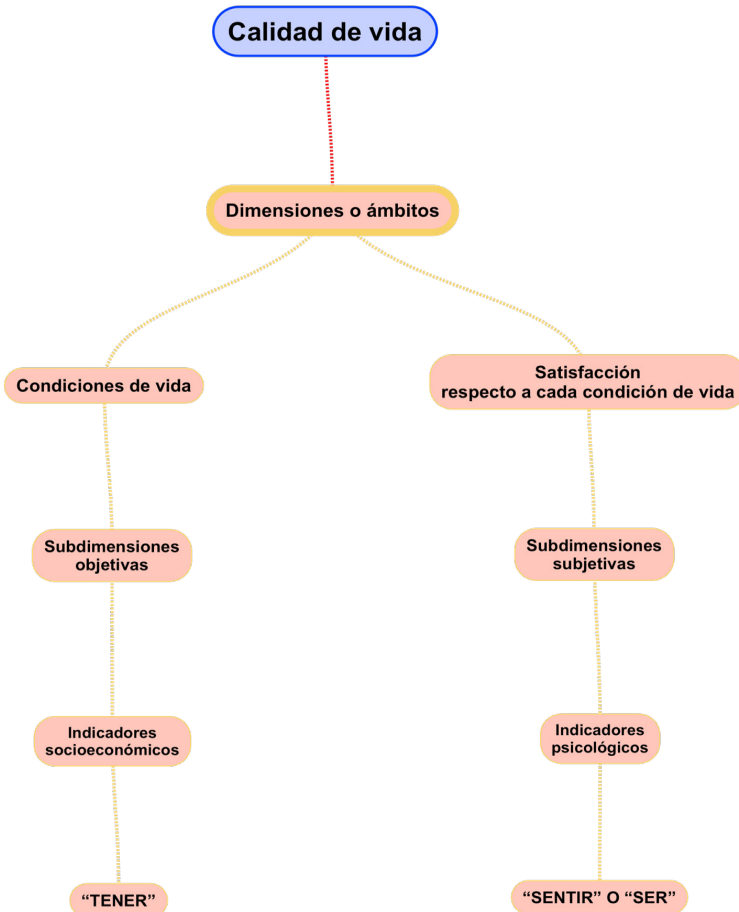 Calidad de vida
Dimensiones o ámbitos
Condiciones de vida
Satisfacción
respecto a cada condición de vida
Subdimensiones
objetivas
Subdimensiones
subjetivas
Indicadores
socioeconómicos
Indicadores
psicológicos
“TENER”
“SENTIR” O “SER”